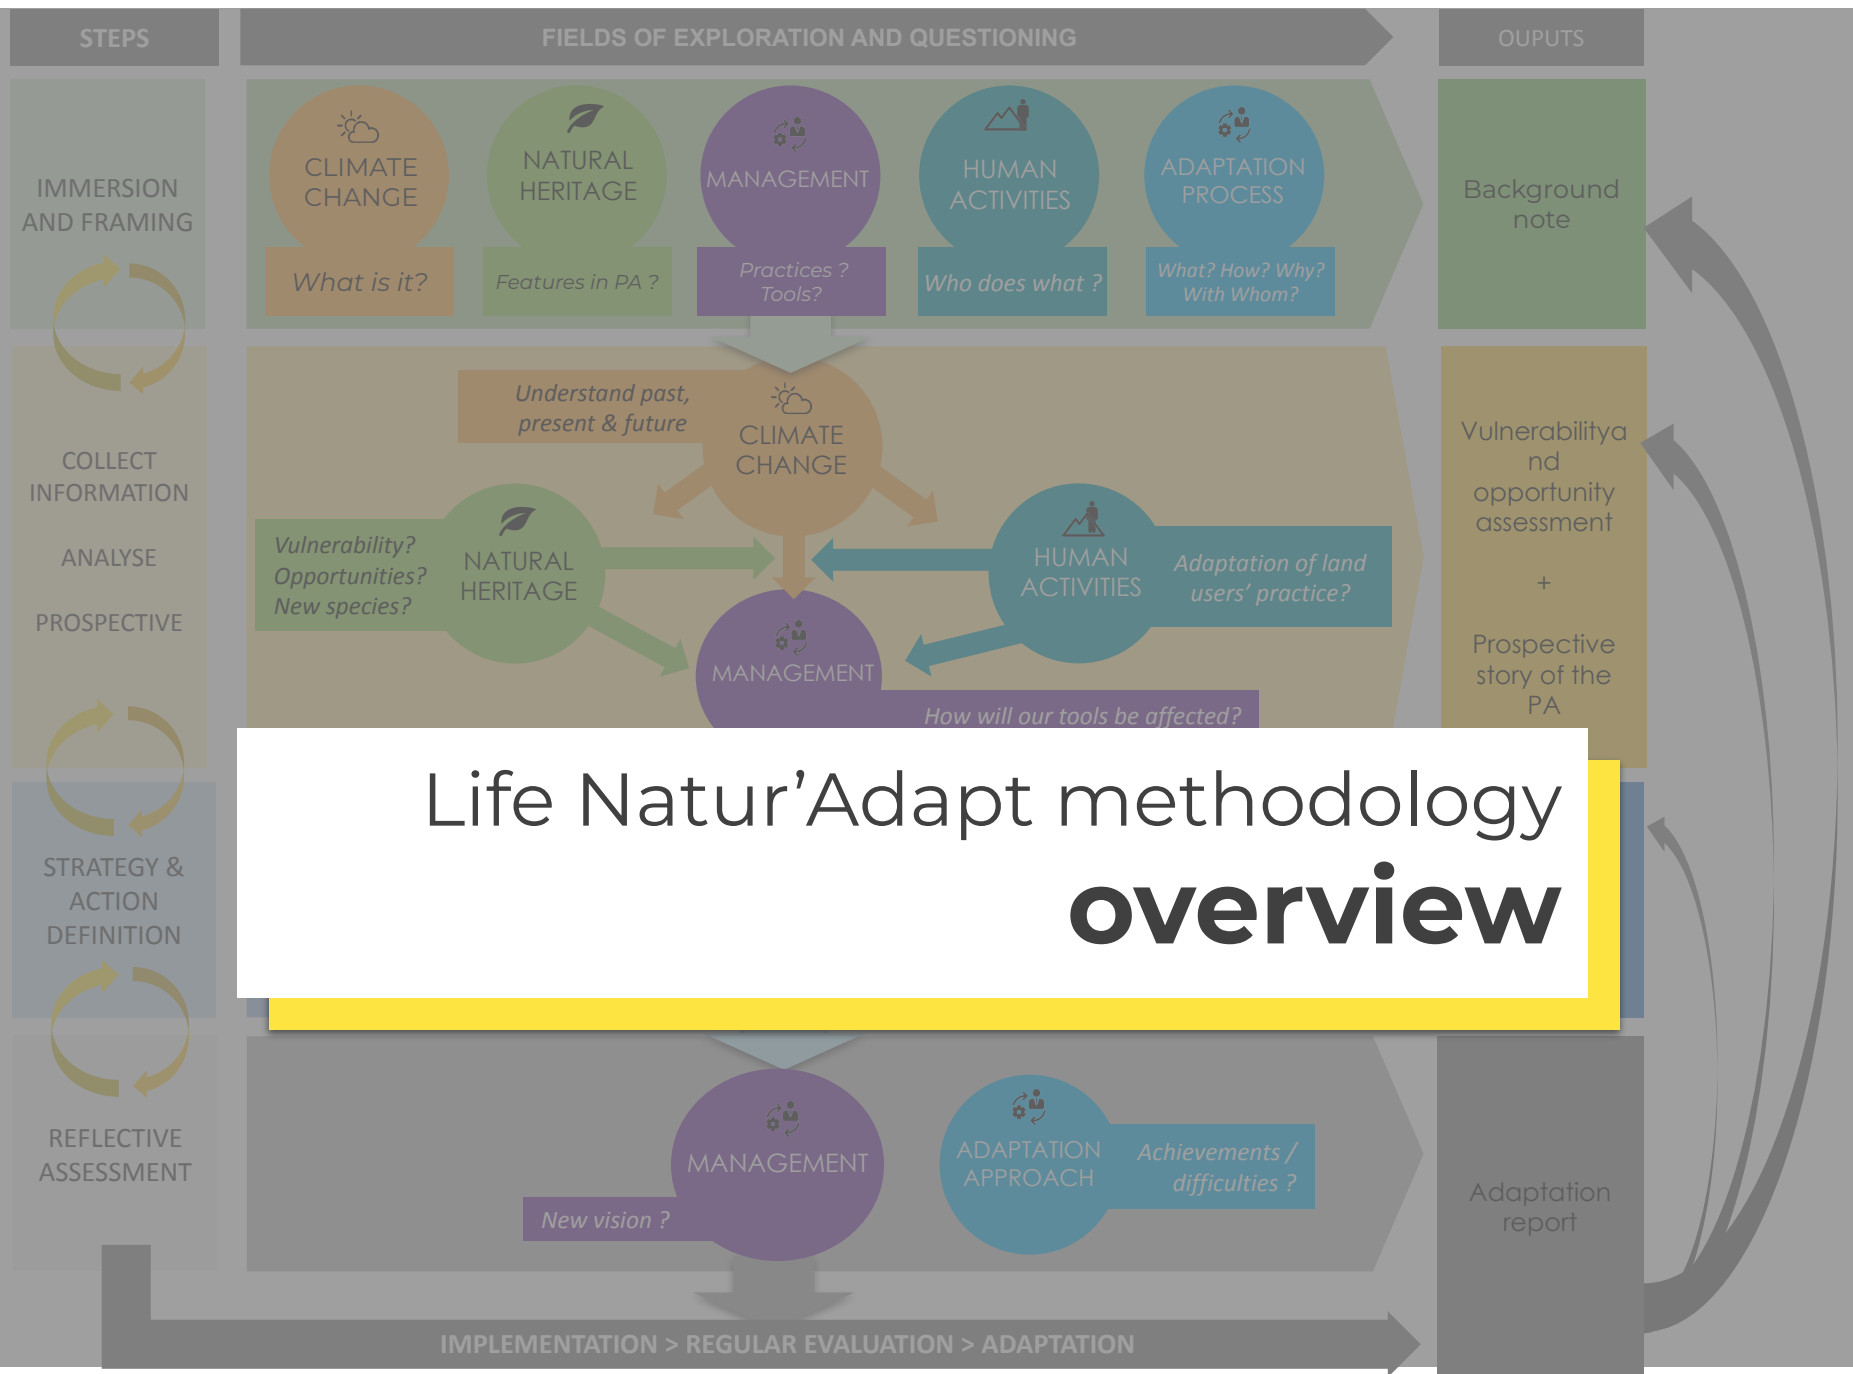 STEPS
FIELDS OF EXPLORATION AND QUESTIONING
OUPUTS
IMMERSION
AND FRAMING
CLIMATE
CHANGE
What is it?
NATURAL
HERITAGE
Features in PA ?
MANAGEMENT
Practices ?
Tools?
HUMAN
ACTIVITIES
Who does what ?
ADAPTATION
PROCESS
What? How? Why?
With Whom?
Background
note
COLLECT
INFORMATION
ANALYSE
PROSPECTIVE
Understand past,
present & future
CLIMATE
CHANGE
Vulnerability?
Opportunities?
New species?
NATURAL
HERITAGE
HUMAN
ACTIVITIES
Adaptation of land
users' practice?
MANAGEMENT
How will our tools be affected?
Vulnerabilitya
nd
opportunity
assessment
+
Prospective
story of the
PA
Life Natur’Adapt methodology
overview
STRATEGY &
ACTION
DEFINITION
REFLECTIVE
ASSESSMENT
MANAGEMENT
New vision ?
ADAPTATION
APPROACH
Achievements /
difficulties ?
Adaptation
report
IMPLEMENTATION > REGULAR EVALUATION > ADAPTATION